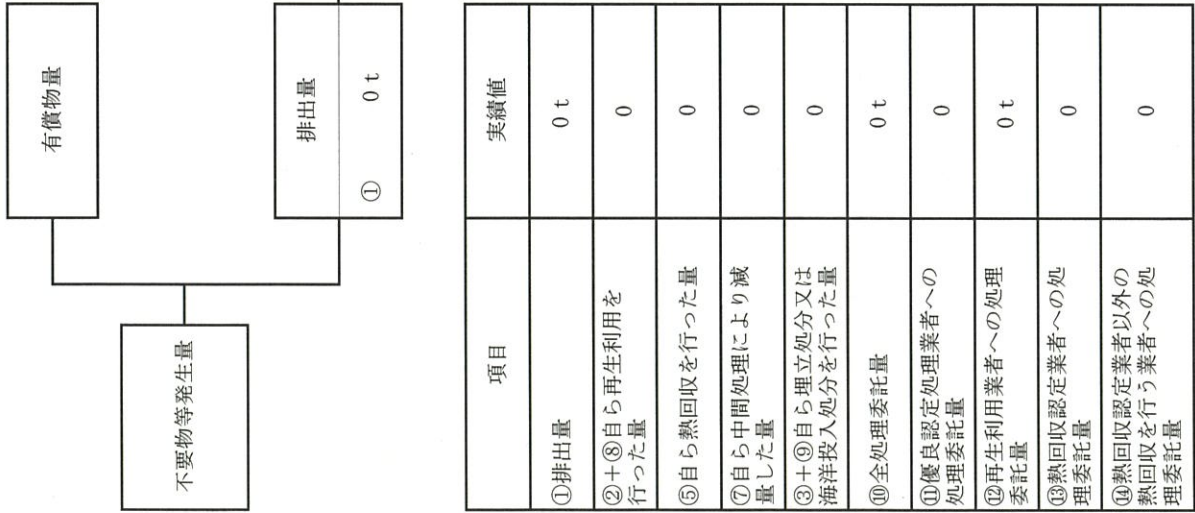 不要物等発生量
有償物量
排出量
① 0 t
項目 実績値
①排出量 0 t
②+⑧自ら再生利用を
行った量 0
⑤自ら熱回収を行った量 0
⑦自ら中間処理により減
量した量 0
③+⑨自ら埋立処分又は
海洋投入処分を行った量 0
⑩全処理委託量 0 t
⑪優良認定処理業者への
処理委託量 0
⑫再生利用業者への処理
委託量 0 t
⑬熱回収認定業者への処
理委託量 0
⑭熱回収認定業者以外の
熱回収を行う業者への処
理委託量 0